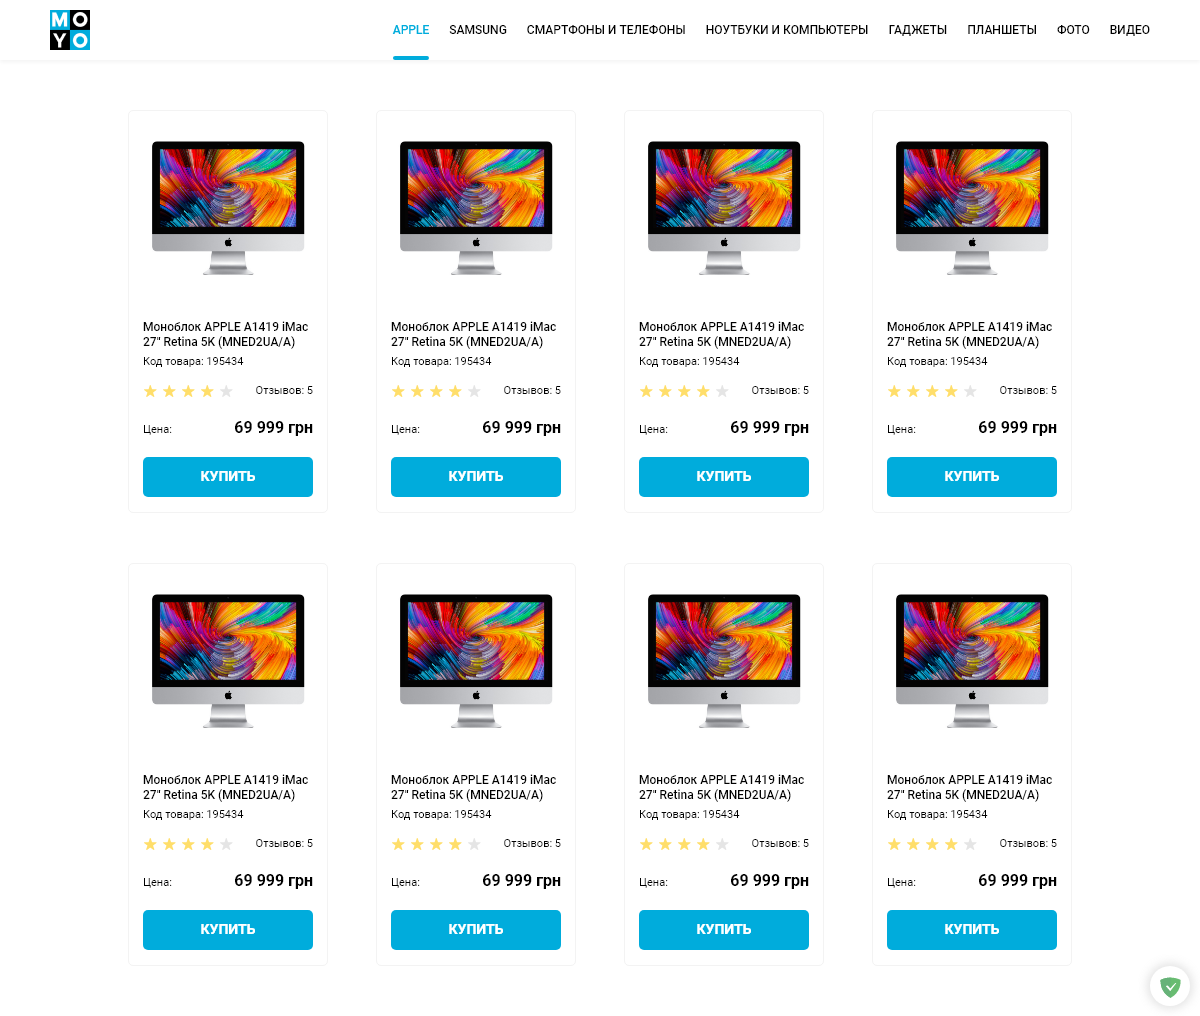 MO
YO
APPLE SAMSUNG СМАРТФОНЫ И ТЕЛЕФОНЫ НОУТБУКИ И КОМПЬЮТЕРЫ ГАДЖЕТЫ ПЛАНШЕТЫ ФОТО ВИДЕО
Моноблок APPLE A1419 iMac
27" Retina 5K (MNED2UA/A)
Код товара: 195434
Отзывов: 5
Цена: 69 999 грн
КУПИТЬ
Моноблок APPLE A1419 iMac
27" Retina 5K (MNED2UA/A)
Код товара: 195434
Отзывов: 5
Цена: 69 999 грн
КУПИТЬ
Моноблок APPLE A1419 iMac
27" Retina 5K (MNED2UA/A)
Код товара: 195434
Отзывов: 5
Цена: 69 999 грн
КУПИТЬ
Моноблок APPLE A1419 iMac
27" Retina 5K (MNED2UA/A)
Код товара: 195434
Отзывов: 5
Цена: 69 999 грн
КУПИТЬ
Моноблок APPLE A1419 iMac
27" Retina 5K (MNED2UA/A)
Код товара: 195434
Отзывов: 5
Цена: 69 999 грн
КУПИТЬ
Моноблок APPLE A1419 iMac
27" Retina 5K (MNED2UA/A)
Код товара: 195434
Отзывов: 5
Цена: 69 999 грн
КУПИТЬ
Моноблок APPLE A1419 iMac
27" Retina 5K (MNED2UA/A)
Код товара: 195434
Отзывов: 5
Цена: 69 999 грн
КУПИТЬ
Моноблок APPLE A1419 iMac
27" Retina 5K (MNED2UA/A)
Код товара: 195434
Отзывов: 5
Цена: 69 999 грн
КУПИТЬ